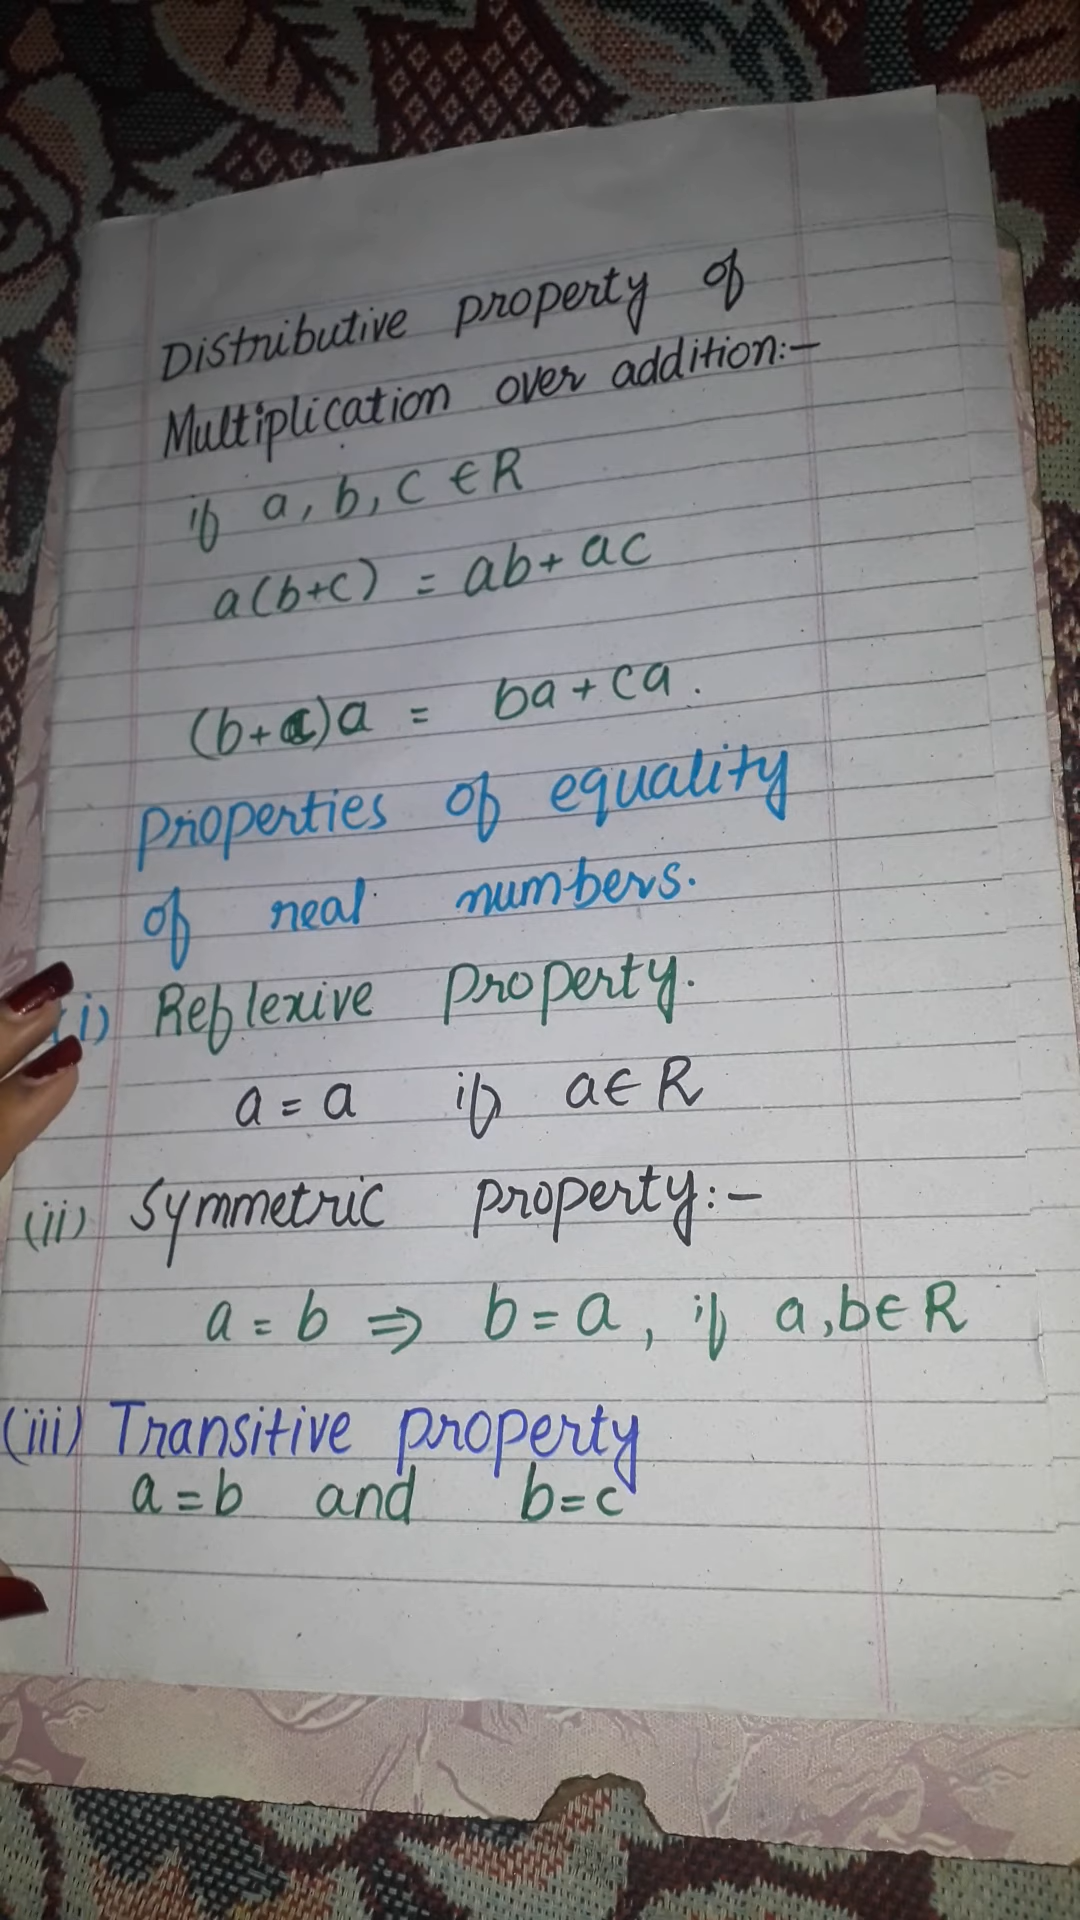 Distributive property of
Multiplication over addition:-
if a, b, c ∈ R
a(b+c) = ab + ac
(b+c)a = ba + ca.
properties of equality
of real numbers.
(i) Reflexive property.
a = a if a ∈ R
(ii) Symmetric property:-
a = b ⇒ b = a, if a,b ∈ R
(iii) Transitive property
a = b and b = c